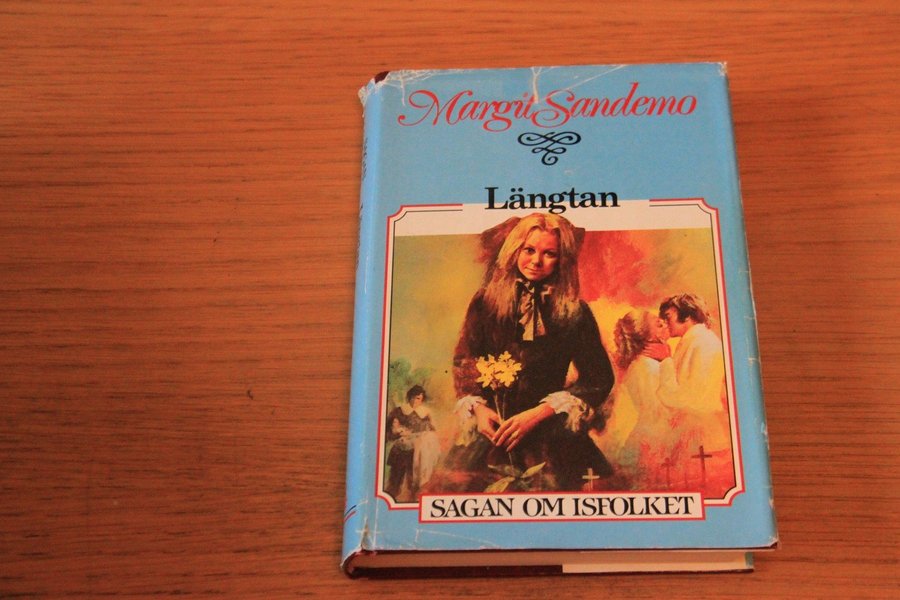 Margit Sandemo
Längtan
SAGAN OM ISFOLKET